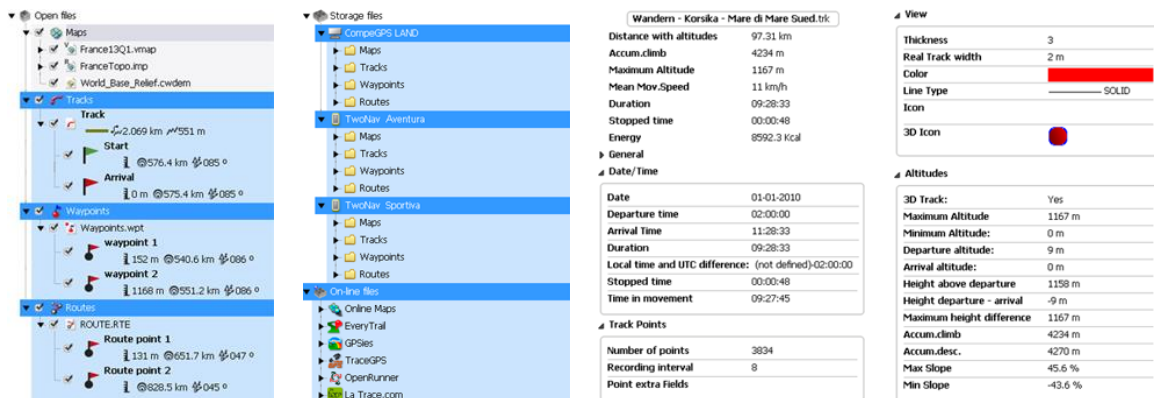 Open files
Maps
France13Q1.vmap
FranceTopo.imp
World_Base_Relief.cwdem
Tracks
Track
2.069 km 551 m
Start
576.4 km 085 º
Arrival
0 m 575.4 km 085 º
Waypoints
Waypoints.wpt
waypoint 1
152 m 540.6 km 086 º
waypoint 2
1168 m 551.2 km 086 º
Routes
ROUTE.RTE
Route point 1
131 m 651.7 km 047 º
Route point 2
828.5 km 045 º
Storage files
CompeGPS LAND
Maps
Tracks
Waypoints
Routes
TwoNav Aventura
Maps
Tracks
Waypoints
Routes
TwoNav Sportiva
Maps
Tracks
Waypoints
Routes
On-line files
Online Maps
EveryTrail
GPSies
TraceGPS
OpenRunner
La Trace.com
Wandern - Korsika - Mare di Mare Sued.trk
Distance with altitudes 97.31 km
Accum.climb 4234 m
Maximum Altitude 1167 m
Mean Mov.Speed 11 km/h
Duration 09:28:33
Stopped time 00:00:48
Energy 8592.3 Kcal
General
Date/Time
Date 01-01-2010
Departure time 02:00:00
Arrival Time 11:28:33
Duration 09:28:33
Local time and UTC difference: (not defined)-02:00:00
Stopped time 00:00:48
Time in movement 09:27:45
Track Points
Number of points 3834
Recording interval 8
Point extra Fields
View
Thickness 3
Real Track width 2 m
Color
Line Type SOLID
Icon
3D Icon
Altitudes
3D Track: Yes
Maximum Altitude 1167 m
Minimum Altitude: 0 m
Departure altitude: 9 m
Arrival altitude: 0 m
Height above departure 1158 m
Height departure - arrival -9 m
Maximum height difference 1167 m
Accum.climb 4234 m
Accum.desc. 4270 m
Max Slope 45.6 %
Min Slope -43.6 %